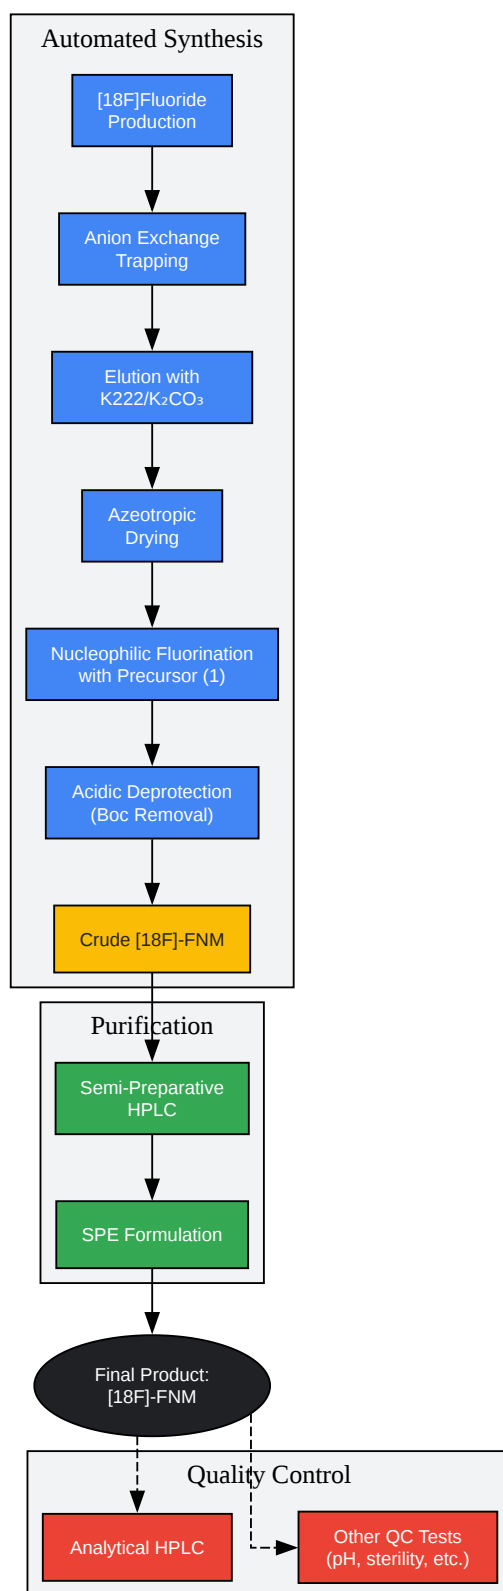 Automated Synthesis
[18F]Fluoride
Production
Anion Exchange
Trapping
Elution with
K222/K₂CO₃
Azeotropic
Drying
Nucleophilic Fluorination
with Precursor (1)
Acidic Deprotection
(Boc Removal)
Crude [18F]-FNM
Purification
Semi-Preparative
HPLC
SPE Formulation
Final Product:
[18F]-FNM
Quality Control
Analytical HPLC
Other QC Tests
(pH, sterility, etc.)